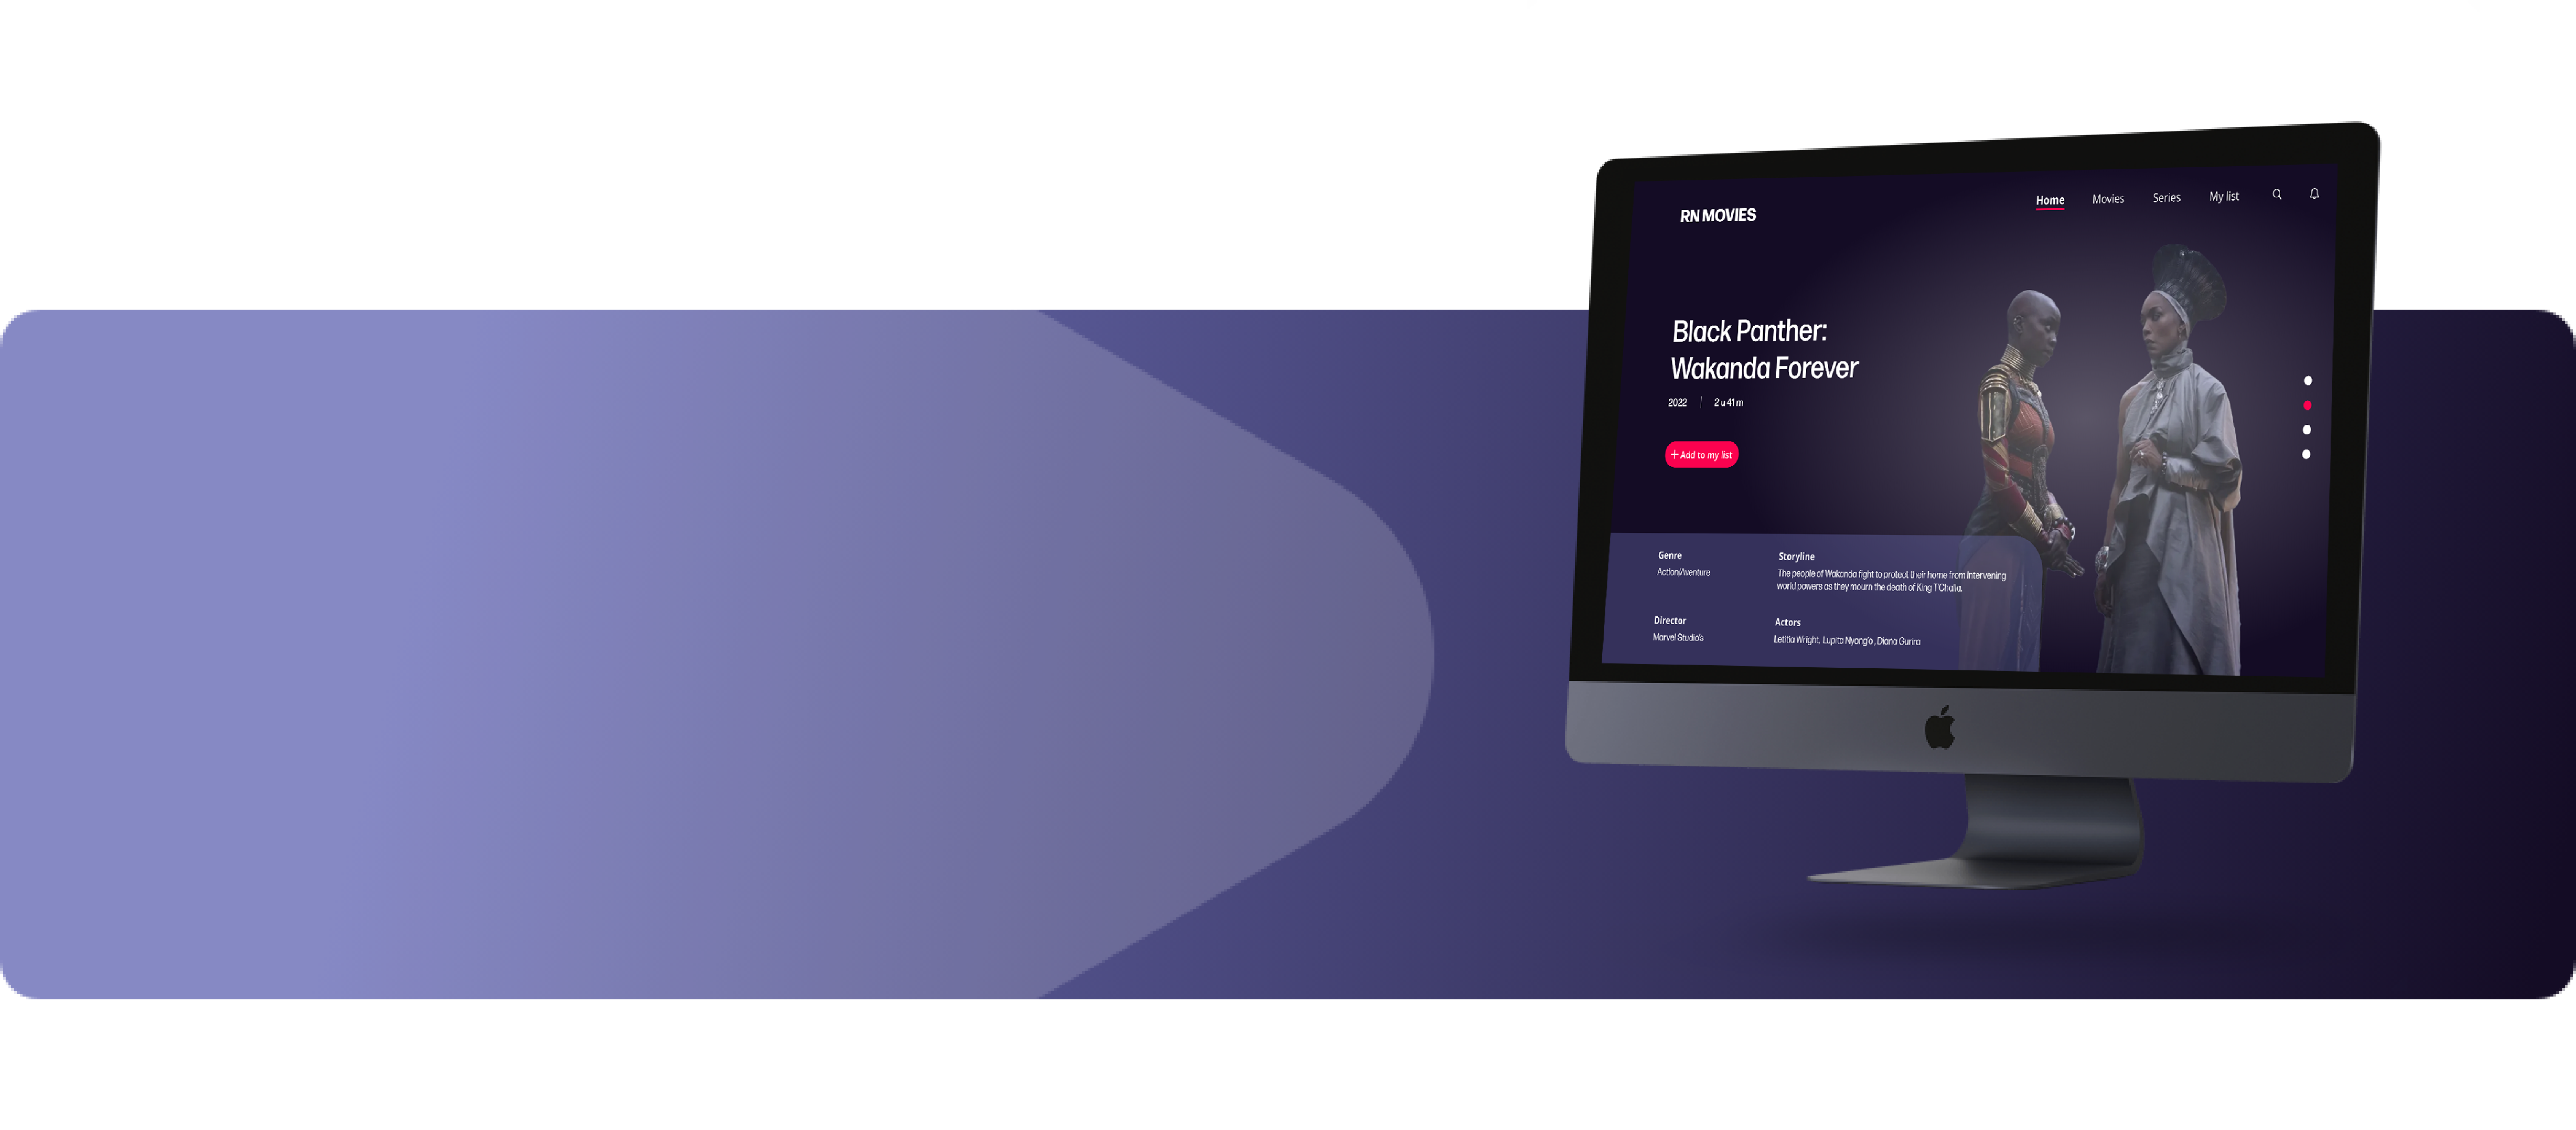 RN MOVIES
Home Movies Series My list
Black Panther:
Wakanda Forever
2022 | 2 u 41 m
+ Add to my list
Genre
Action/Aventure
Storyline
The people of Wakanda fight to protect their home from intervening
world powers as they mourn the death of King T'Challa.
Director
Marvel Studio's
Actors
Letitia Wright, Lupita Nyong'o , Diana Gurira